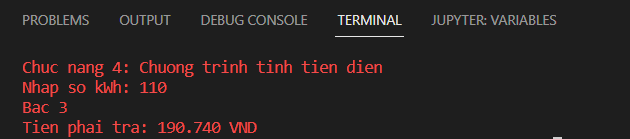 PROBLEMS OUTPUT DEBUG CONSOLE TERMINAL JUPYTER: VARIABLES
Chuc nang 4: Chuong trinh tinh tien dien
Nhap so kWh: 110
Bac 3
Tien phai tra: 190.740 VND